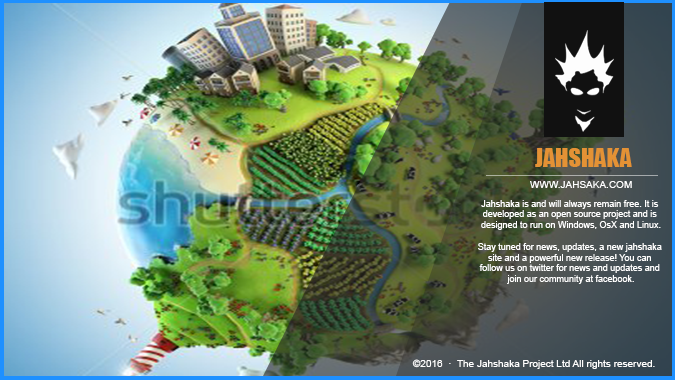 shutterst
JAHSHAKA
WWW.JAHSAKA.COM
Jahshaka is and will always remain free. It is
developed as an open source project and is
designed to run on Windows, OsX and Linux.
Stay tuned for news, updates, a new jahshaka
site and a powerful new release! You can
follow us on twitter for news and updates and
join our community at facebook.
©2016 · The Jahshaka Project Ltd All rights reserved.